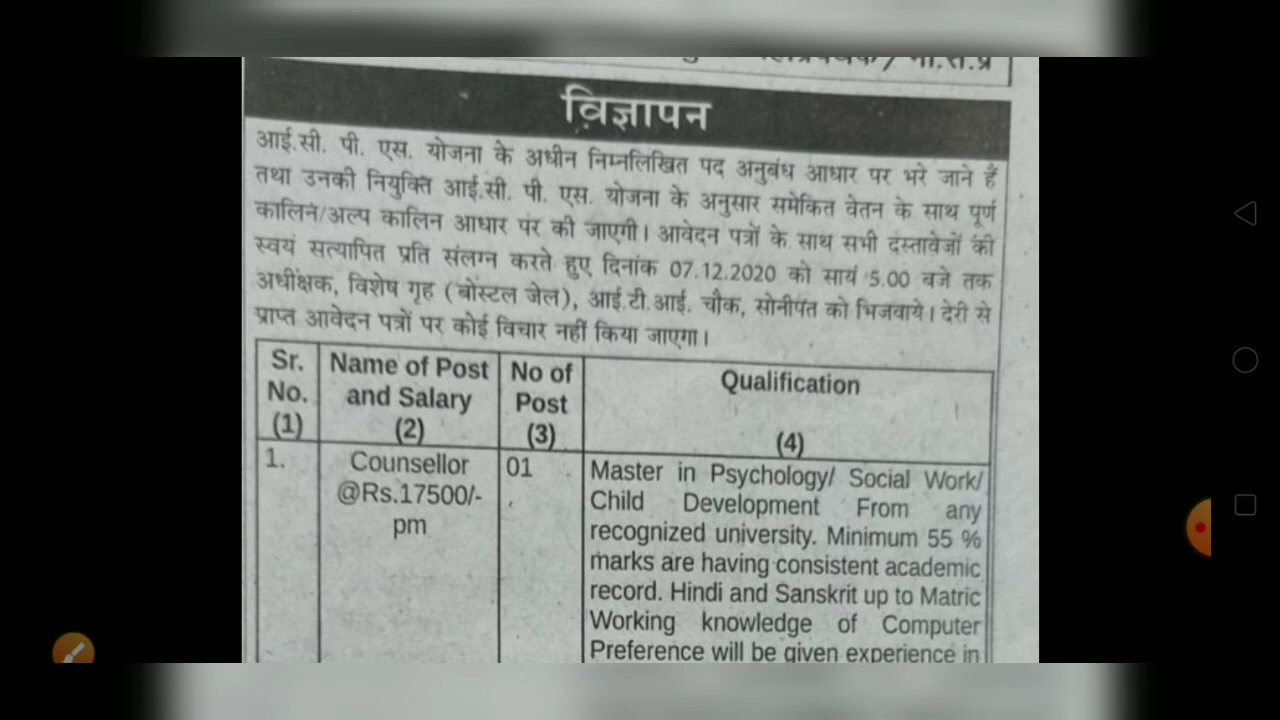 विज्ञापन
आई.सी. पी. एस. योजना के अधीन निम्नलिखित पद अनुबंध आधार पर भरे जाने हैं
तथा उनकी नियुक्ति आई.सी. पी. एस. योजना के अनुसार समेकित वेतन के साथ पूर्ण
कालिन/अल्प कालिन आधार पर की जाएगी। आवेदन पत्रों के साथ सभी दस्तावेजों की
स्वयं सत्यापित प्रति संलग्न करते हुए दिनांक 07.12.2020 को सायं 5.00 बजे तक
अधीक्षक, विशेष गृह (बोस्टल जेल), आई.टी.आई. चौक, सोनीपत को भिजवाये। देरी से
प्राप्त आवेदन पत्रों पर कोई विचार नहीं किया जाएगा।
Sr. No. (1)
Name of Post and Salary (2)
No of Post (3)
Qualification (4)
1.
Counsellor
@Rs.17500/-
pm
01
Master in Psychology/ Social Work/
Child Development From any
recognized university. Minimum 55 %
marks are having consistent academic
record. Hindi and Sanskrit up to Matric
Working knowledge of Computer
Preference will be given experience in